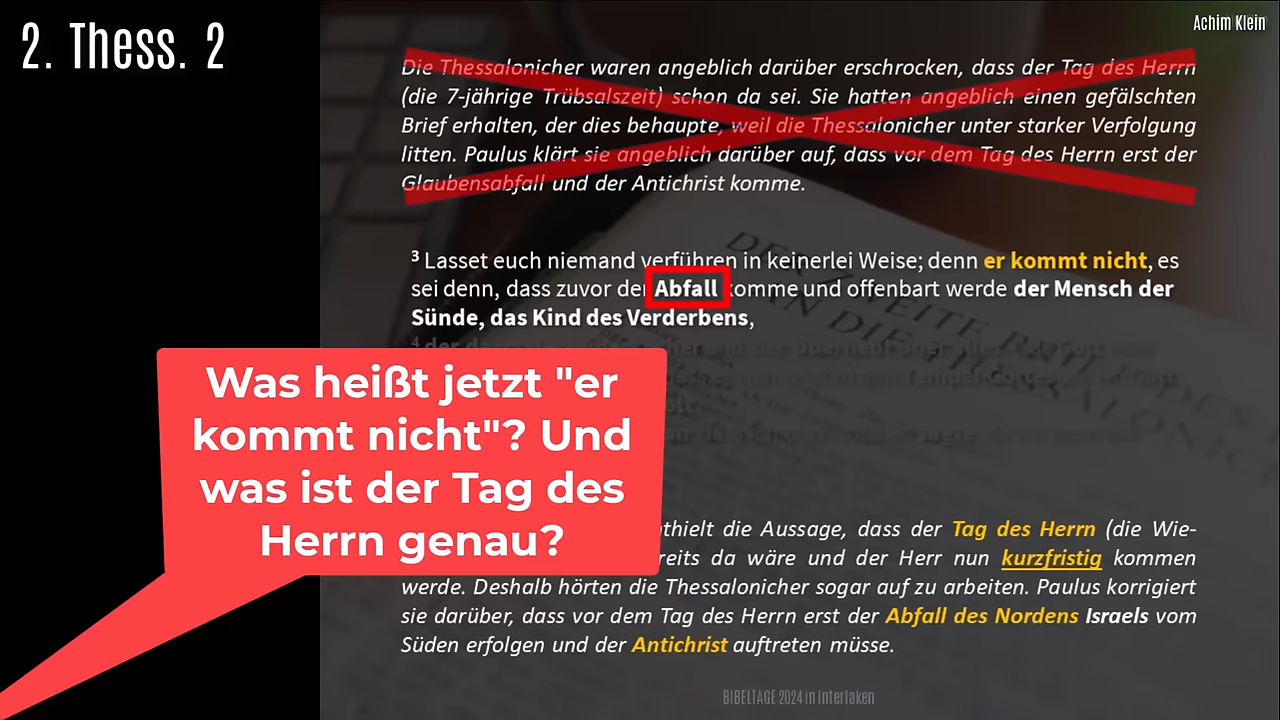 2. Thess. 2
Achim Klein
Die Thessalonicher waren angeblich darüber erschrocken, dass der Tag des Herrn
(die 7-jährige Trübsalszeit) schon da sei. Sie hatten angeblich einen gefälschten
Brief erhalten, der dies behaupte, weil die Thessalonicher unter starker Verfolgung
litten. Paulus klärt sie angeblich darüber auf, dass vor dem Tag des Herrn erst der
Glaubensabfall und der Antichrist komme.
3 Lasset euch niemand verführen in keinerlei Weise; denn er kommt nicht, es
sei denn, dass zuvor der Abfall komme und offenbart werde der Mensch der
Sünde, das Kind des Verderbens,
Was heißt jetzt "er
kommt nicht"? Und
was ist der Tag des
Herrn genau?
die Aussage, dass der Tag des Herrn (die Wie-
da wäre und der Herr nun kurzfristig kommen
werde. Deshalb hörten die Thessalonicher sogar auf zu arbeiten. Paulus korrigiert
sie darüber, dass vor dem Tag des Herrn erst der Abfall des Nordens Israels vom
Süden erfolgen und der Antichrist auftreten müsse.
BIBELTAGE 2024 in Interlaken